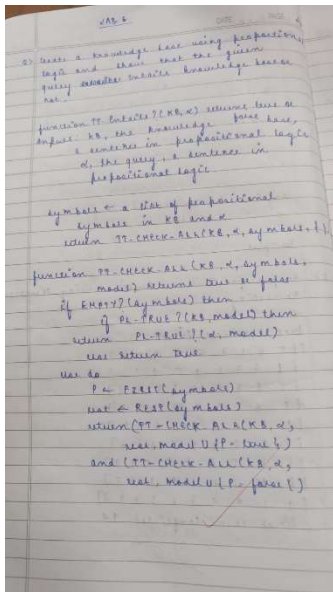 LAB 6
DATE PAGE
Q) Create a knowledge base using propositional
logic and show that the given
query entails knowledge base or
not.
function TT-Entails?(KB, α) returns true or
inputs: KB, the knowledge base,
a sentence in propositional logic
α, the query, a sentence in
propositional logic
symbols ← a list of propositional
symbols in KB and α
return TT-CHECK-ALL(KB, α, symbols, { })
function TT-CHECK-ALL(KB, α, symbols,
model) returns true or false
if EMPTY?(symbols) then
if PL-TRUE?(KB, model) then
return PL-TRUE?(α, model)
else return true
else do
P ← FIRST(symbols)
rest ← REST(symbols)
return (TT-CHECK-ALL(KB, α,
rest, model U {P = true})
and (TT-CHECK-ALL(KB, α,
rest, model U {P = false})